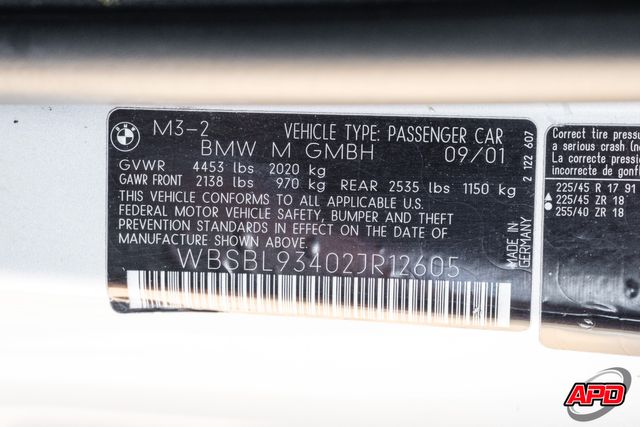 M3-2 VEHICLE TYPE: PASSENGER CAR
BMW M GMBH 09/01
GVWR 4453 lbs 2020 kg
GAWR FRONT 2138 lbs 970 kg REAR 2535 lbs 1150 kg
THIS VEHICLE CONFORMS TO ALL APPLICABLE U.S.
FEDERAL MOTOR VEHICLE SAFETY, BUMPER AND THEFT
PREVENTION STANDARDS IN EFFECT ON THE DATE OF
MANUFACTURE SHOWN ABOVE.
WBSBL93402JR12605
2 122 607
MADE IN
GERMANY
Correct tire pressu
a serious crash (and
La correcte pression
incorrecte de gonfl
225/45 R 17 91
225/45 ZR 18
255/40 ZR 18
APD